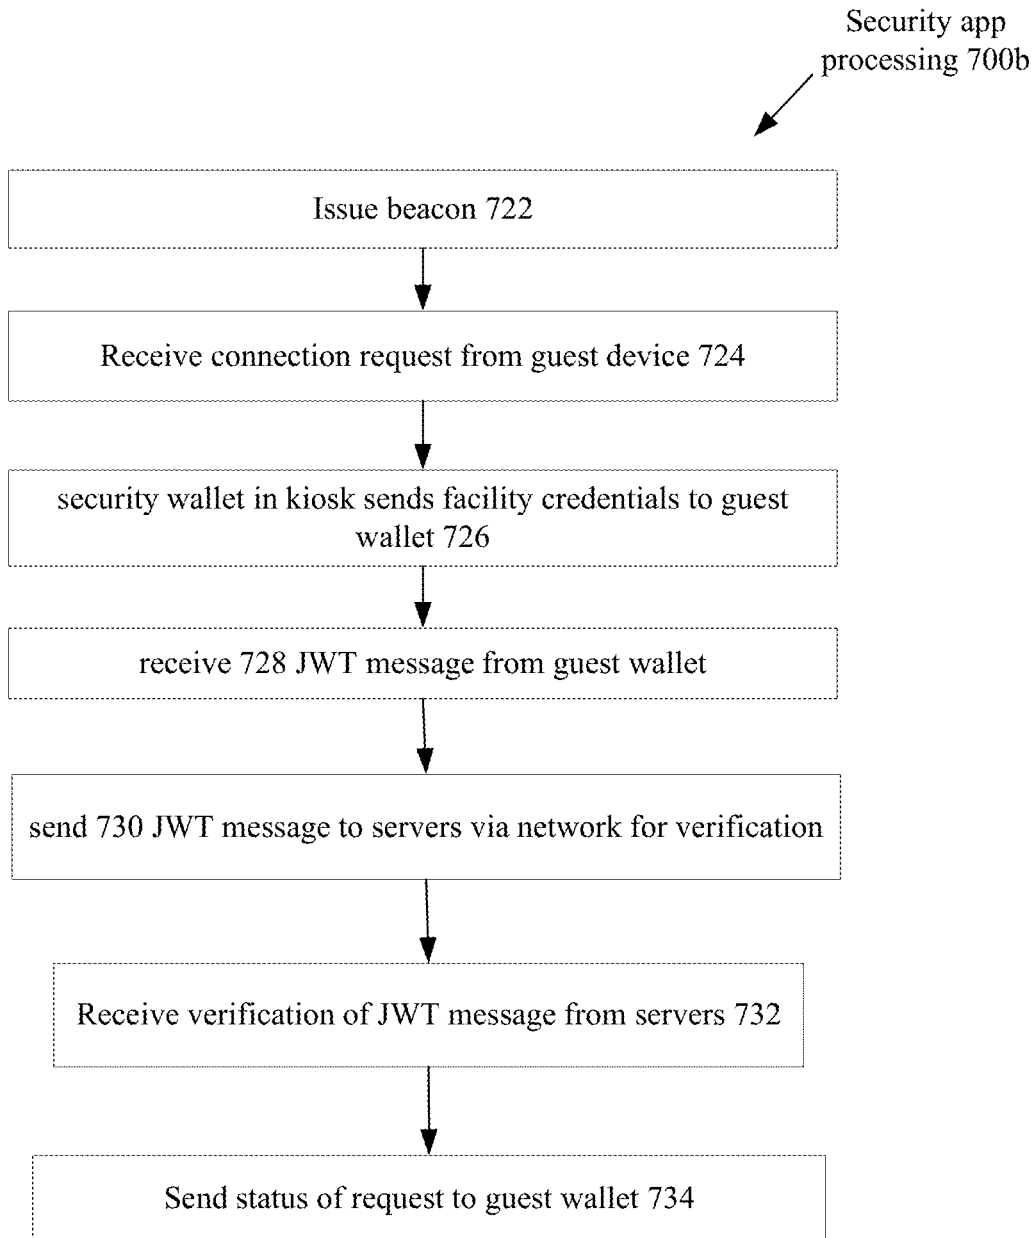 Security app
processing 700b
Issue beacon 722
Receive connection request from guest device 724
security wallet in kiosk sends facility credentials to guest
wallet 726
receive 728 JWT message from guest wallet
send 730 JWT message to servers via network for verification
Receive verification of JWT message from servers 732
Send status of request to guest wallet 734